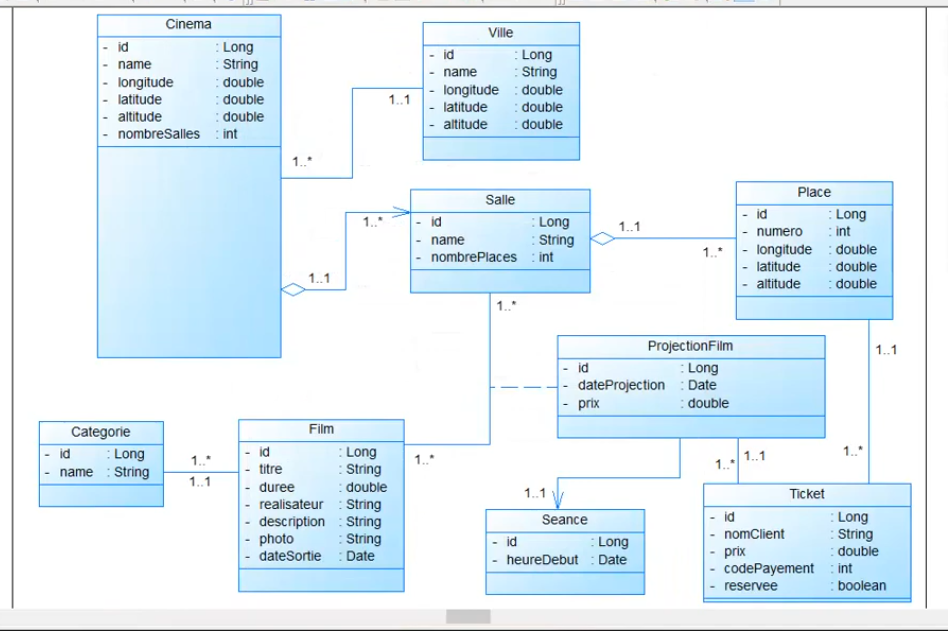 Cinema
- id : Long
- name : String
- longitude : double
- latitude : double
- altitude : double
- nombreSalles : int
Ville
- id : Long
- name : String
- longitude : double
- latitude : double
- altitude : double
1..1
1..*
Salle
- id : Long
- name : String
- nombrePlaces : int
1..*
1..1
1..1
1..*
Place
- id : Long
- numero : int
- longitude : double
- latitude : double
- altitude : double
1..*
1..1
ProjectionFilm
- id : Long
- dateProjection : Date
- prix : double
Categorie
- id : Long
- name : String
1..*
1..1
Film
- id : Long
- titre : String
- duree : double
- realisateur : String
- description : String
- photo : String
- dateSortie : Date
1..*
1..1
Seance
- id : Long
- heureDebut : Date
1..*
1..1
1..*
Ticket
- id : Long
- nomClient : String
- prix : double
- codePayement : int
- reservee : boolean